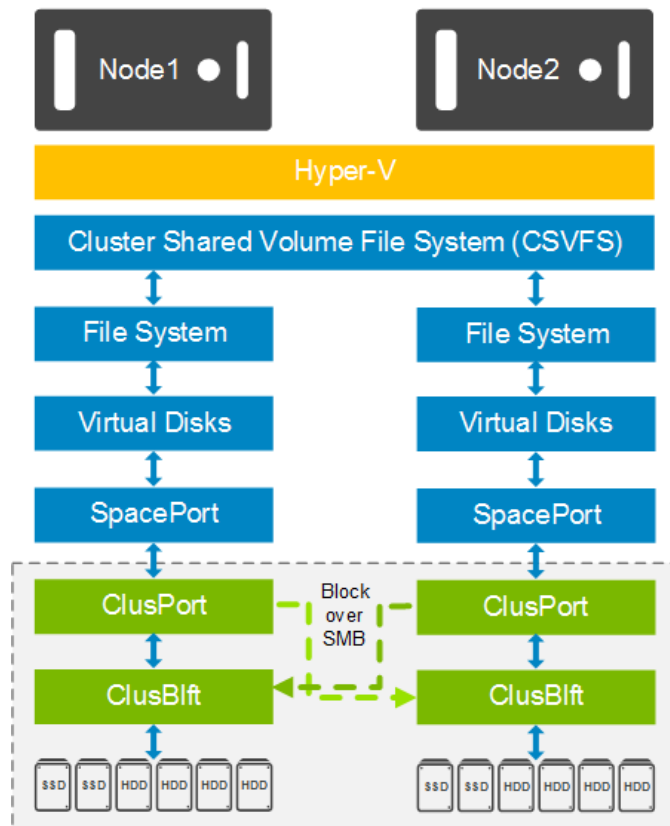 Node1
Node2
Hyper-V
Cluster Shared Volume File System (CSVFS)
File System
File System
Virtual Disks
Virtual Disks
SpacePort
SpacePort
ClusPort
Block
over
SMB
ClusPort
ClusBlft
ClusBlft
SSD SSD HDD HDD HDD HDD
SSD SSD HDD HDD HDD HDD